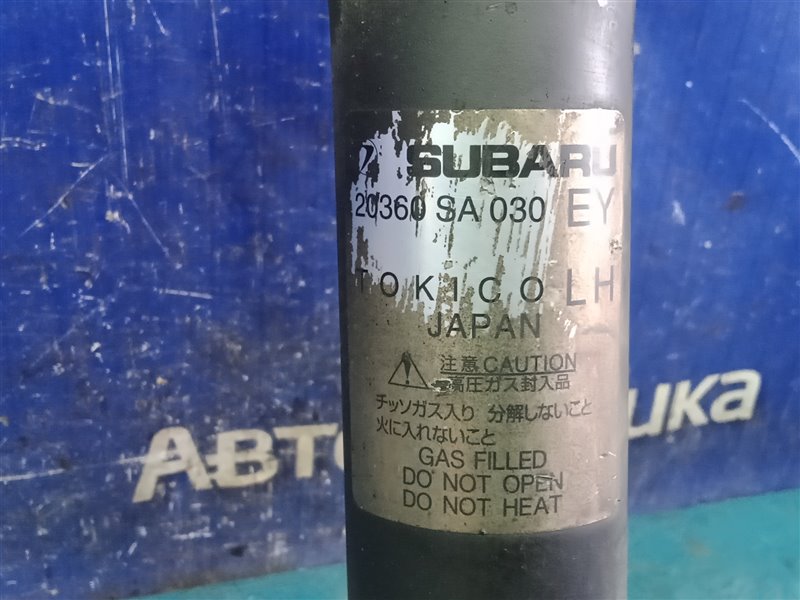 SUBARU
20360 SA 030 EY
TOKICO LH
JAPAN
注意 CAUTION
高圧ガス封入品
チッソガス入り 分解しないこと
火に入れないこと
GAS FILLED
DO NOT OPEN
DO NOT HEAT